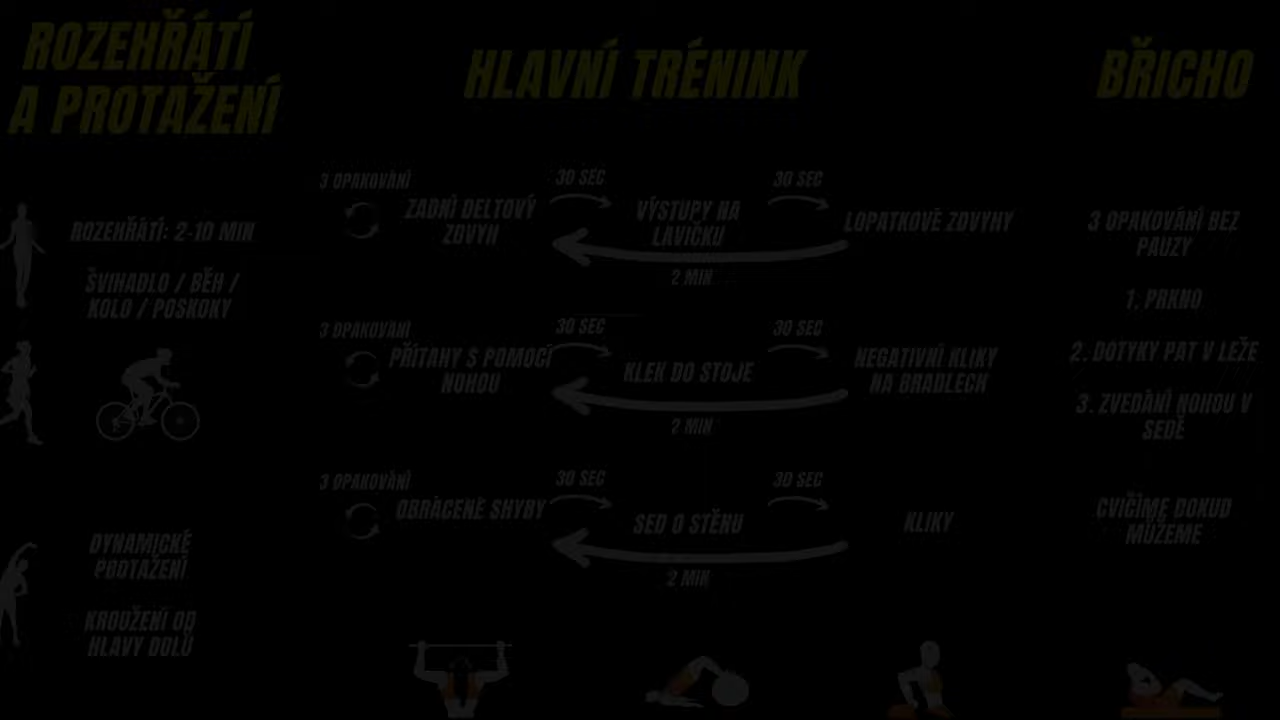 ROZEHŘÁTÍ
A PROTAŽENÍ
ROZEHŘÁTÍ: 2-10 MIN
ŠVIHADLO / BĚH /
KOLO / POSKOKY
DYNAMICKÉ
PROTAŽENÍ
KROUŽENÍ OD
HLAVY DOLŮ
HLAVNÍ TRÉNINK
3 OPAKOVÁNÍ
ZADNÍ DELTOVÝ
ZDVYH
30 SEC
VÝSTUPY NA
LAVIČKU
30 SEC
LOPATKOVÉ ZDVYHY
2 MIN
3 OPAKOVÁNÍ
PŘÍTAHY S POMOCÍ
NOHOU
30 SEC
KLEK DO STOJE
30 SEC
NEGATIVNÍ KLIKY
NA BRADLECH
2 MIN
3 OPAKOVÁNÍ
OBRÁCENÉ SHYBY
30 SEC
SED O STĚNU
30 SEC
KLIKY
2 MIN
BŘICHO
3 OPAKOVÁNÍ BEZ
PAUZY
1. PRKNO
2. DOTYKY PAT V LEŽE
3. ZVEDÁNÍ NOHOU V
SEDĚ
CVIČÍME DOKUD
MŮŽEME